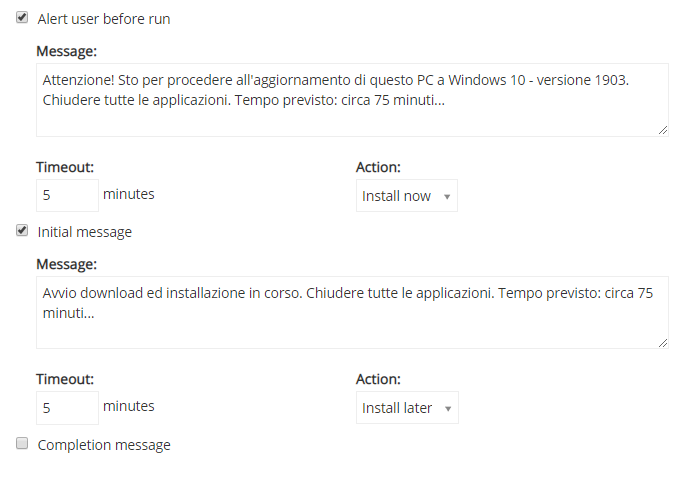 Alert user before run
Message:
Attenzione! Sto per procedere all'aggiornamento di questo PC a Windows 10 - versione 1903.
Chiudere tutte le applicazioni. Tempo previsto: circa 75 minuti...
Timeout: Action:
5 minutes Install now
Initial message
Message:
Avvio download ed installazione in corso. Chiudere tutte le applicazioni. Tempo previsto: circa 75
minuti...
Timeout: Action:
5 minutes Install later
Completion message